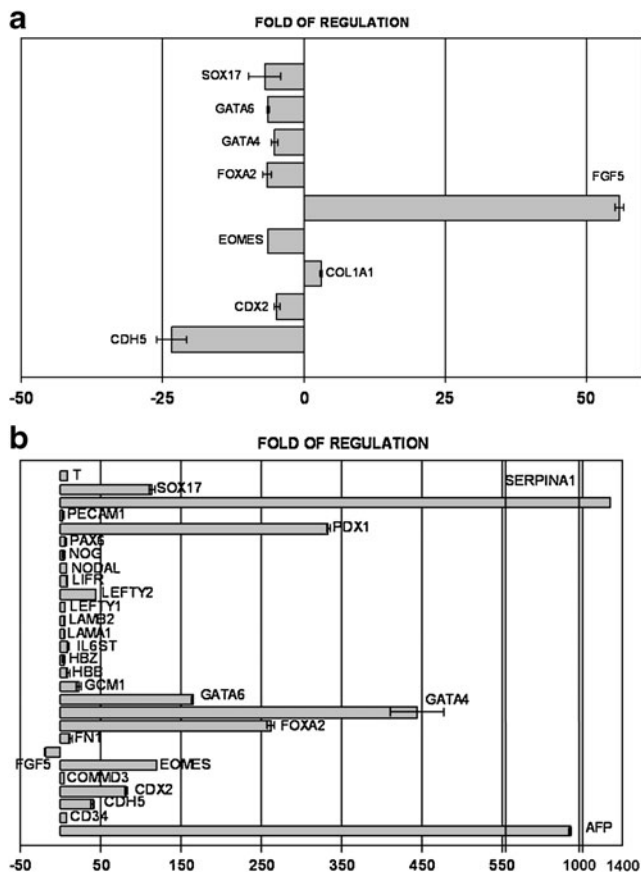 a
FOLD OF REGULATION
SOX17
GATA6
GATA4
FOXA2
FGF5
EOMES
COL1A1
CDX2
CDH5
-50 -25 0 25 50
b
FOLD OF REGULATION
T
SERPINA1
SOX17
PECAM1
PDX1
PAX6
NOG
NODAL
LIFR
LEFTY2
LEFTY1
LAMB2
LAMA1
IL6ST
HBZ
HBB
GCM1
GATA6
GATA4
FOXA2
FN1
FGF5
EOMES
COMMD3
CDX2
CDH5
CD34
AFP
-50 50 150 250 350 450 550 1000 1400